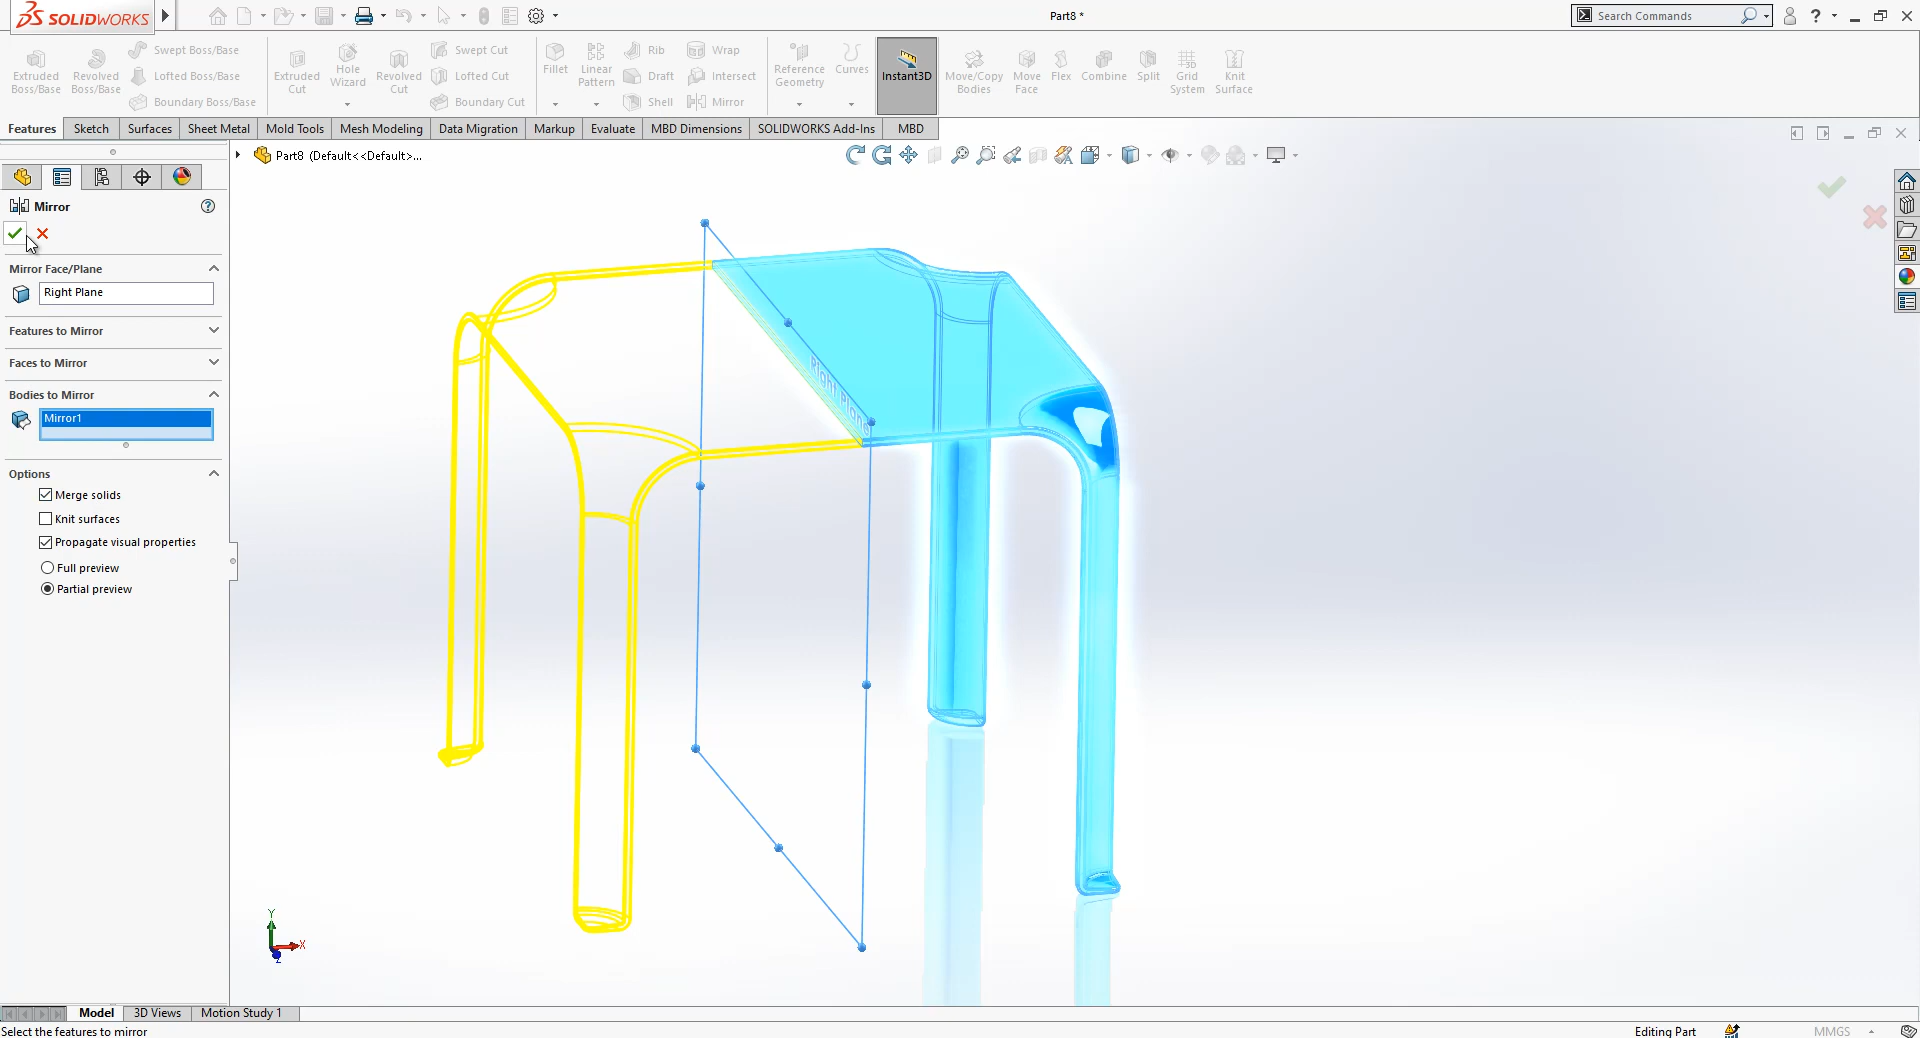 SOLIDWORKS
Part8 *
Search Commands
Extruded Boss/Base
Revolved Boss/Base
Swept Boss/Base
Lofted Boss/Base
Boundary Boss/Base
Extruded Cut
Hole Wizard
Revolved Cut
Swept Cut
Lofted Cut
Boundary Cut
Fillet
Linear Pattern
Rib
Draft
Shell
Wrap
Intersect
Mirror
Reference Geometry
Curves
Instant3D
Move/Copy Bodies
Move Face
Flex
Combine
Split
Grid System
Knit Surface
Features Sketch Surfaces Sheet Metal Mold Tools Mesh Modeling Data Migration Markup Evaluate MBD Dimensions SOLIDWORKS Add-Ins MBD
Part8 (Default<<Default>...
Mirror
Mirror Face/Plane
Right Plane
Features to Mirror
Faces to Mirror
Bodies to Mirror
Mirror1
Options
Merge solids
Knit surfaces
Propagate visual properties
Full preview
Partial preview
Right Plane
Y
X
Z
Model 3D Views Motion Study 1
Select the features to mirror
Editing Part
MMGS